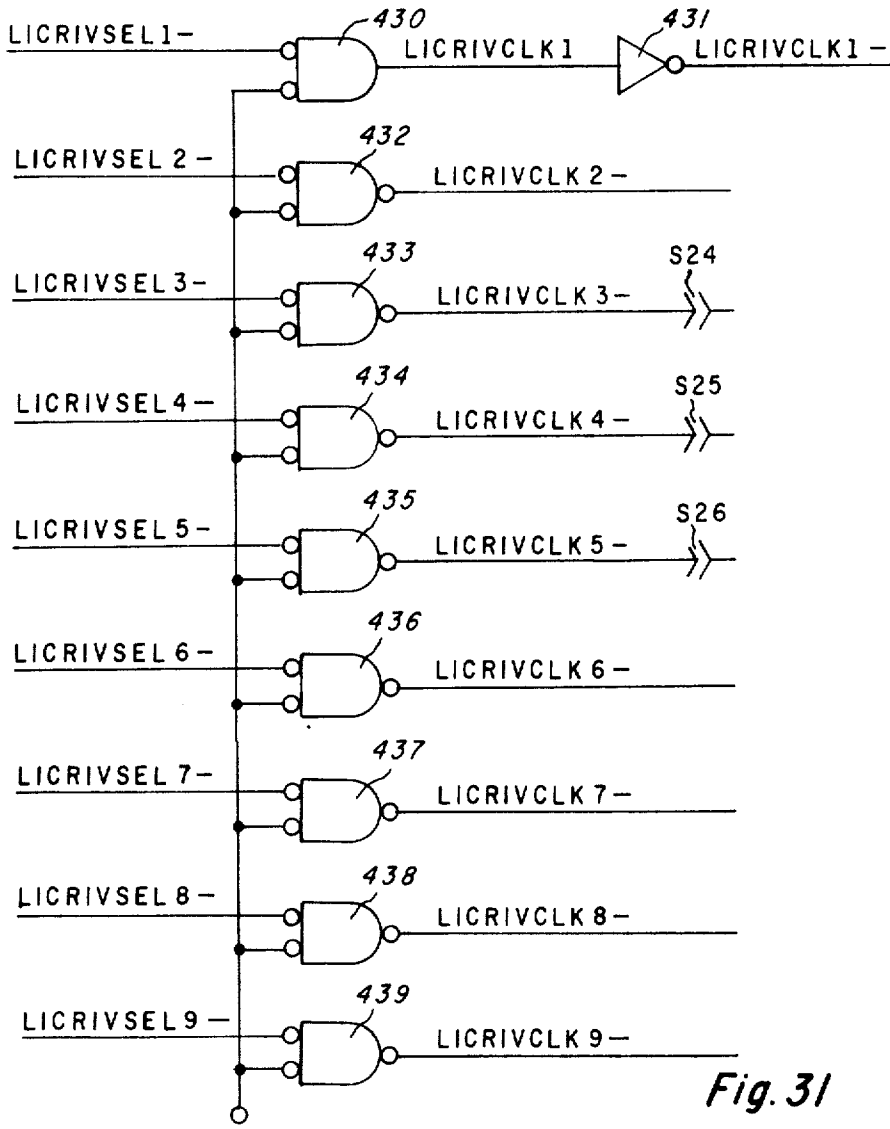 430
431
LICRIVSEL1-
LICRIVCLK1
LICRIVCLK1-
432
LICRIVSEL2-
LICRIVCLK2-
433
S24
LICRIVSEL3-
LICRIVCLK3-
434
S25
LICRIVSEL4-
LICRIVCLK4-
435
S26
LICRIVSEL5-
LICRIVCLK5-
436
LICRIVSEL6-
LICRIVCLK6-
437
LICRIVSEL7-
LICRIVCLK7-
438
LICRIVSEL8-
LICRIVCLK8-
439
LICRIVSEL9-
LICRIVCLK9-
Fig. 31